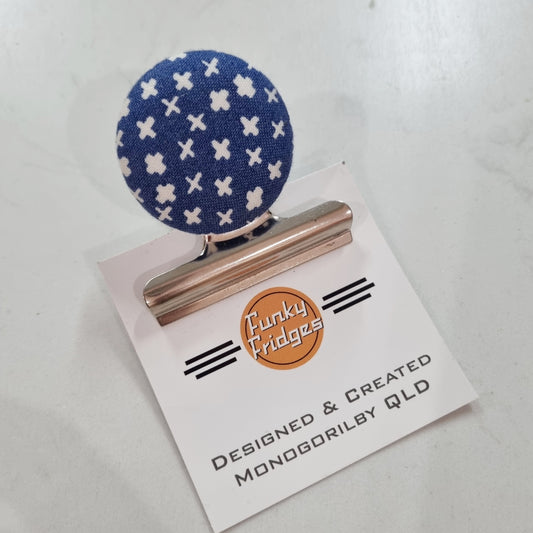 Funky
Fridges
Designed & Created
Monogorilby QLD